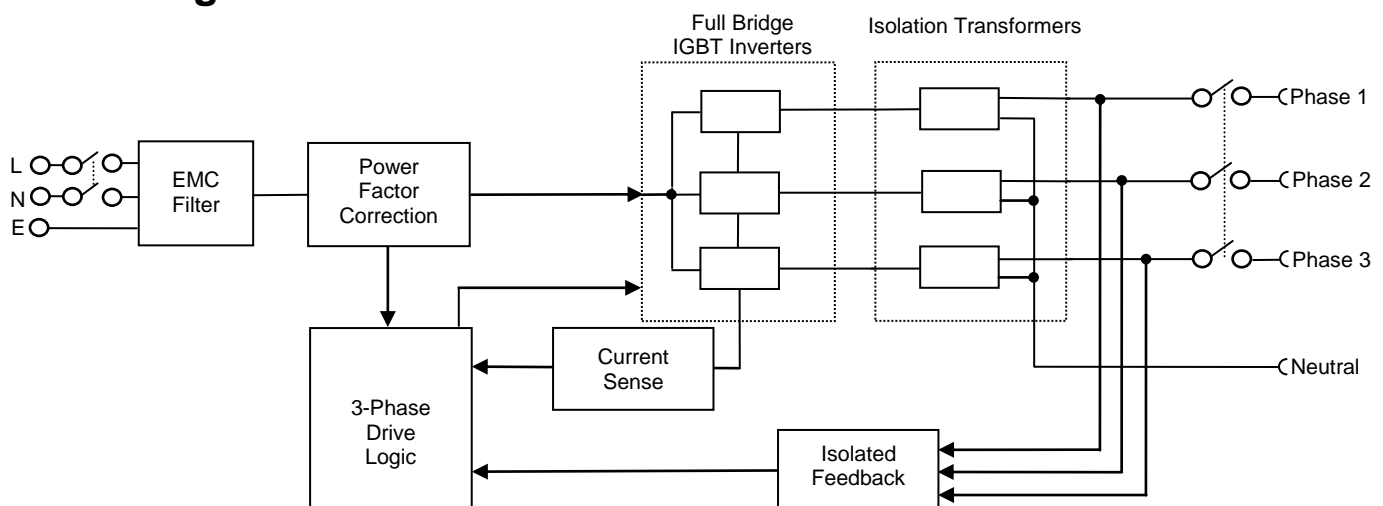 Full Bridge
IGBT Inverters
Isolation Transformers
Phase 1
L
N
E
EMC
Filter
Power
Factor
Correction
Phase 2
Phase 3
3-Phase
Drive
Logic
Current
Sense
Neutral
Isolated
Feedback